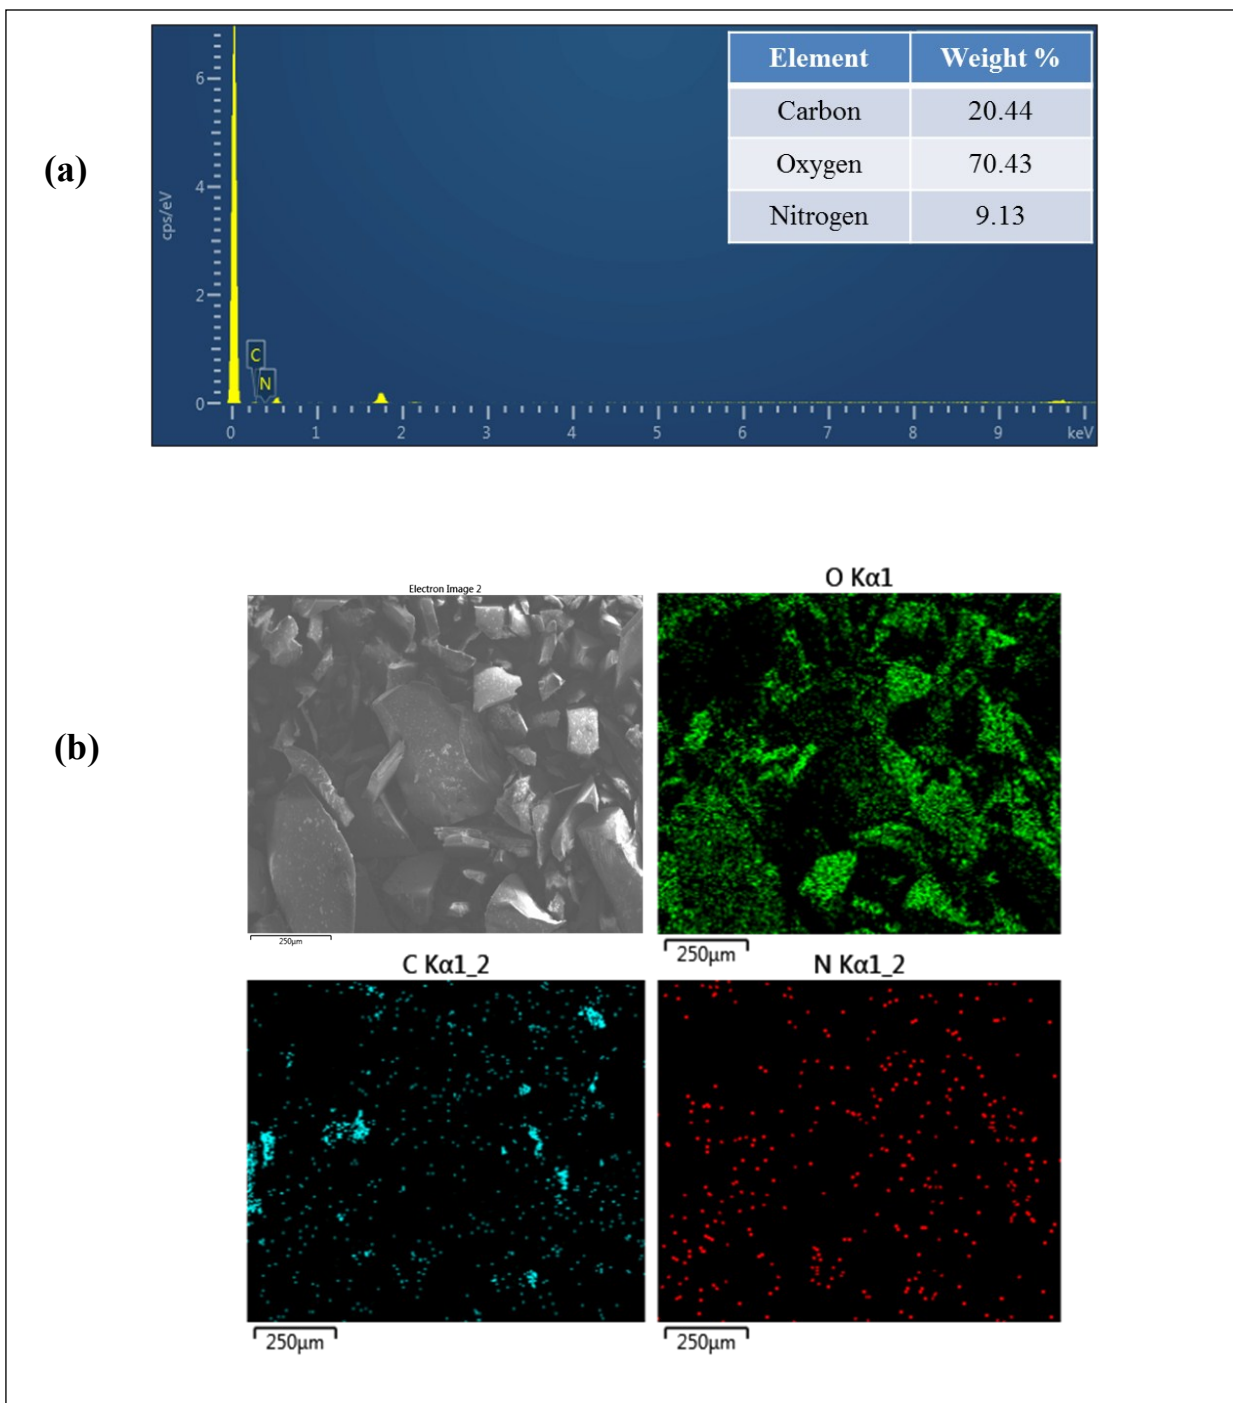 (a)
cps/eV
6
4
2
0
C
N
0 1 2 3 4 5 6 7 8 9 keV
Element Weight %
Carbon 20.44
Oxygen 70.43
Nitrogen 9.13
(b)
Electron Image 2
250μm
O Kα1
250μm
C Kα1_2
250μm
N Kα1_2
250μm